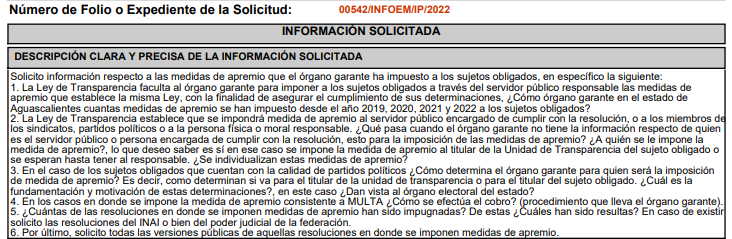 Número de Folio o Expediente de la Solicitud: 00542/INFOEM/IP/2022
INFORMACIÓN SOLICITADA
DESCRIPCIÓN CLARA Y PRECISA DE LA INFORMACIÓN SOLICITADA
Solicito información respecto a las medidas de apremio que el órgano garante ha impuesto a los sujetos obligados, en específico la siguiente:
1. La Ley de Transparencia faculta al órgano garante para imponer a los sujetos obligados a través del servidor público responsable las medidas de
apremio que establece la misma Ley, con la finalidad de asegurar el cumplimiento de sus determinaciones, ¿Cómo órgano garante en el estado de
Aguascalientes cuantas medidas de apremio se han impuesto desde el año 2019, 2020, 2021 y 2022 a los sujetos obligados?
2. La Ley de Transparencia establece que se impondrá medida de apremio al servidor público encargado de cumplir con la resolución, o a los miembros de
los sindicatos, partidos políticos o a la persona física o moral responsable. ¿Qué pasa cuando el órgano garante no tiene la información respecto de quien
es el servidor público o persona encargada de cumplir con la resolución, esto para la imposición de las medidas de apremio? ¿A quién se le impone la
medida de apremio?, lo que deseo saber es sí en ese caso se impone la medida de apremio al titular de la Unidad de Transparencia del sujeto obligado o
se esperan hasta tener al responsable. ¿Se individualizan estas medidas de apremio?
3. En el caso de los sujetos obligados que cuentan con la calidad de partidos políticos ¿Cómo determina el órgano garante para quien será la imposición
de medida de apremio? Es decir, como determinan si va para el titular de la unidad de transparencia o para el titular del sujeto obligado. ¿Cuál es la
fundamentación y motivación de estas determinaciones?, en este caso ¿Dan vista al órgano electoral del estado?
4. En los casos en donde se impone la medida de apremio consistente a MULTA ¿Cómo se efectúa el cobro? (procedimiento que lleva el órgano garante).
5. ¿Cuántas de las resoluciones en donde se imponen medidas de apremio han sido impugnadas? De estas ¿Cuáles han sido resultas? En caso de existir
solicito las resoluciones del INAI o bien del poder judicial de la federación.
6. Por último, solicito todas las versiones públicas de aquellas resoluciones en donde se imponen medidas de apremio.